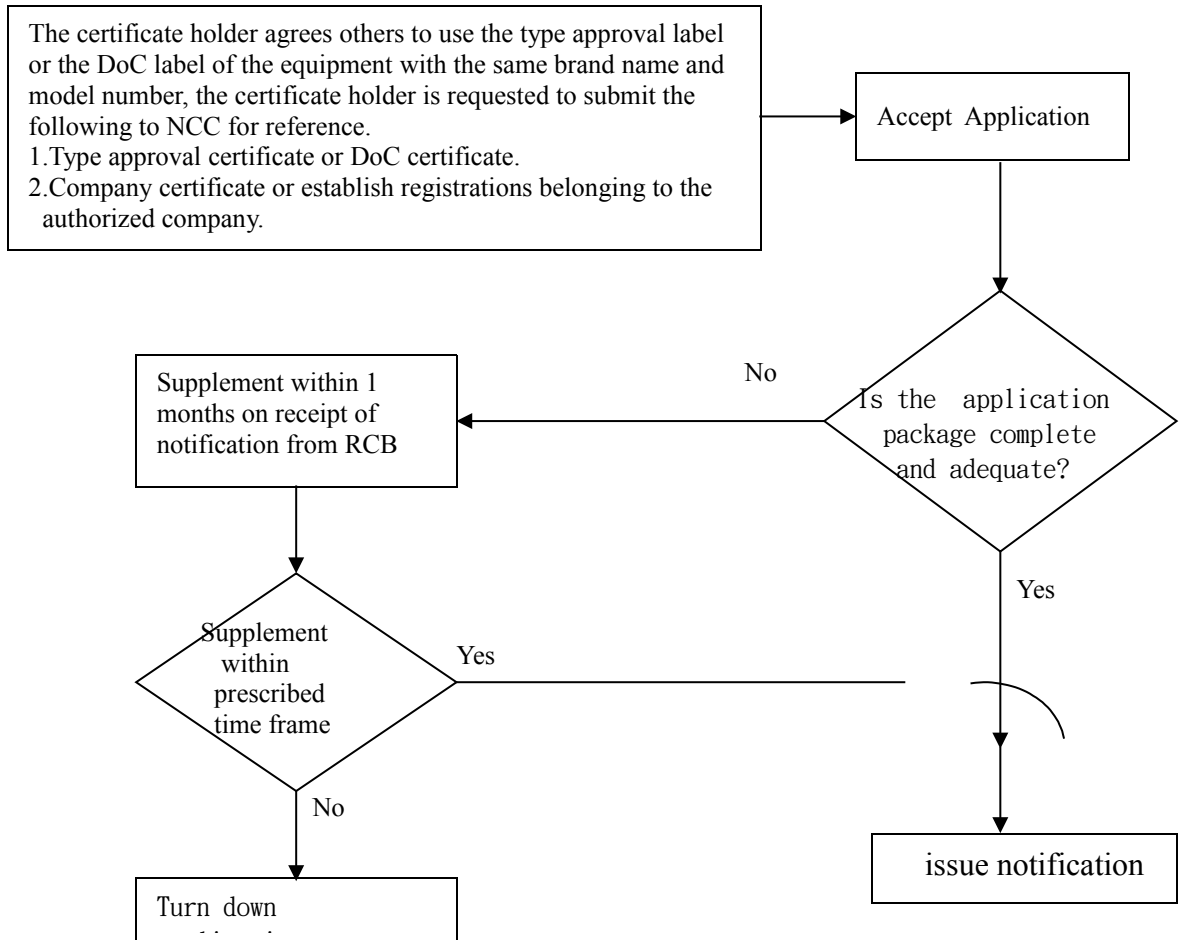 The certificate holder agrees others to use the type approval label
or the DoC label of the equipment with the same brand name and
model number, the certificate holder is requested to submit the
following to NCC for reference.
1.Type approval certificate or DoC certificate.
2.Company certificate or establish registrations belonging to the
authorized company.
Accept Application
Is the application
package complete
and adequate?
No
Supplement within 1
months on receipt of
notification from RCB
Yes
Supplement
within
prescribed
time frame
Yes
No
issue notification
Turn down